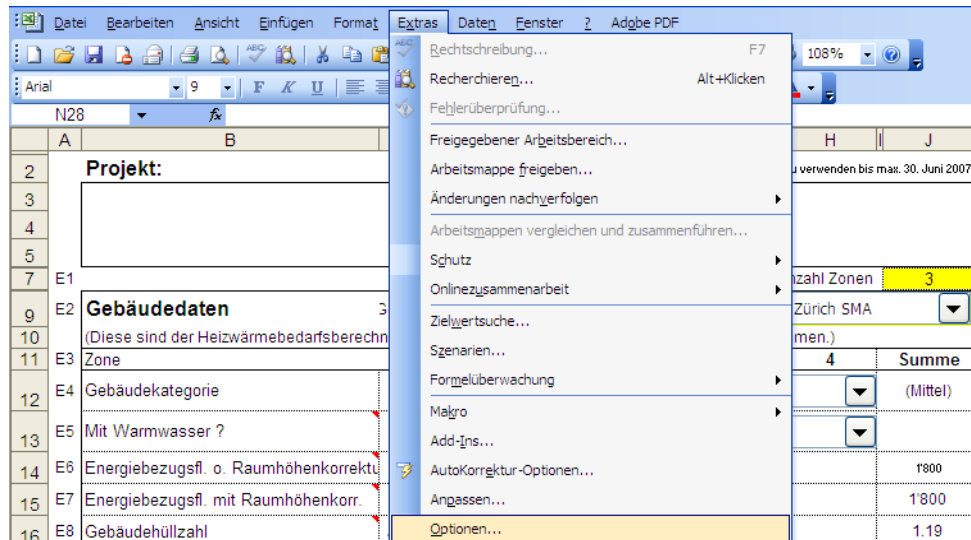 Datei Bearbeiten Ansicht Einfügen Format Extras Daten Fenster ? Adobe PDF
Rechtschreibung... F7
108%
Recherchieren... Alt+Klicken
Arial 9 F K U
Fehlerüberprüfung...
N28 fx
Freigegebener Arbeitsbereich...
A B H I J
Arbeitsmappe freigeben...
2 Projekt: verwenden bis max. 30. Juni 2007
3
Änderungen nachverfolgen
4
Arbeitsmappen vergleichen und zusammenführen...
5
Schutz
7 E1 nzahl Zonen 3
Onlinezusammenarbeit
9 E2 Gebäudedaten Zürich SMA
Zielwertsuche...
10 (Diese sind der Heizwärmebedarfsberechn men.)
Szenarien...
11 E3 Zone 4 Summe
Formelüberwachung
12 E4 Gebäudekategorie (Mittel)
Makro
13 E5 Mit Warmwasser ?
Add-Ins...
14 E6 Energiebezugsfl. o. Raumhöhenkorrektu 1'800
AutoKorrektur-Optionen...
15 E7 Energiebezugsfl. mit Raumhöhenkorr. 1'800
Anpassen...
16 E8 Gebäudehüllzahl 1.19
Optionen...